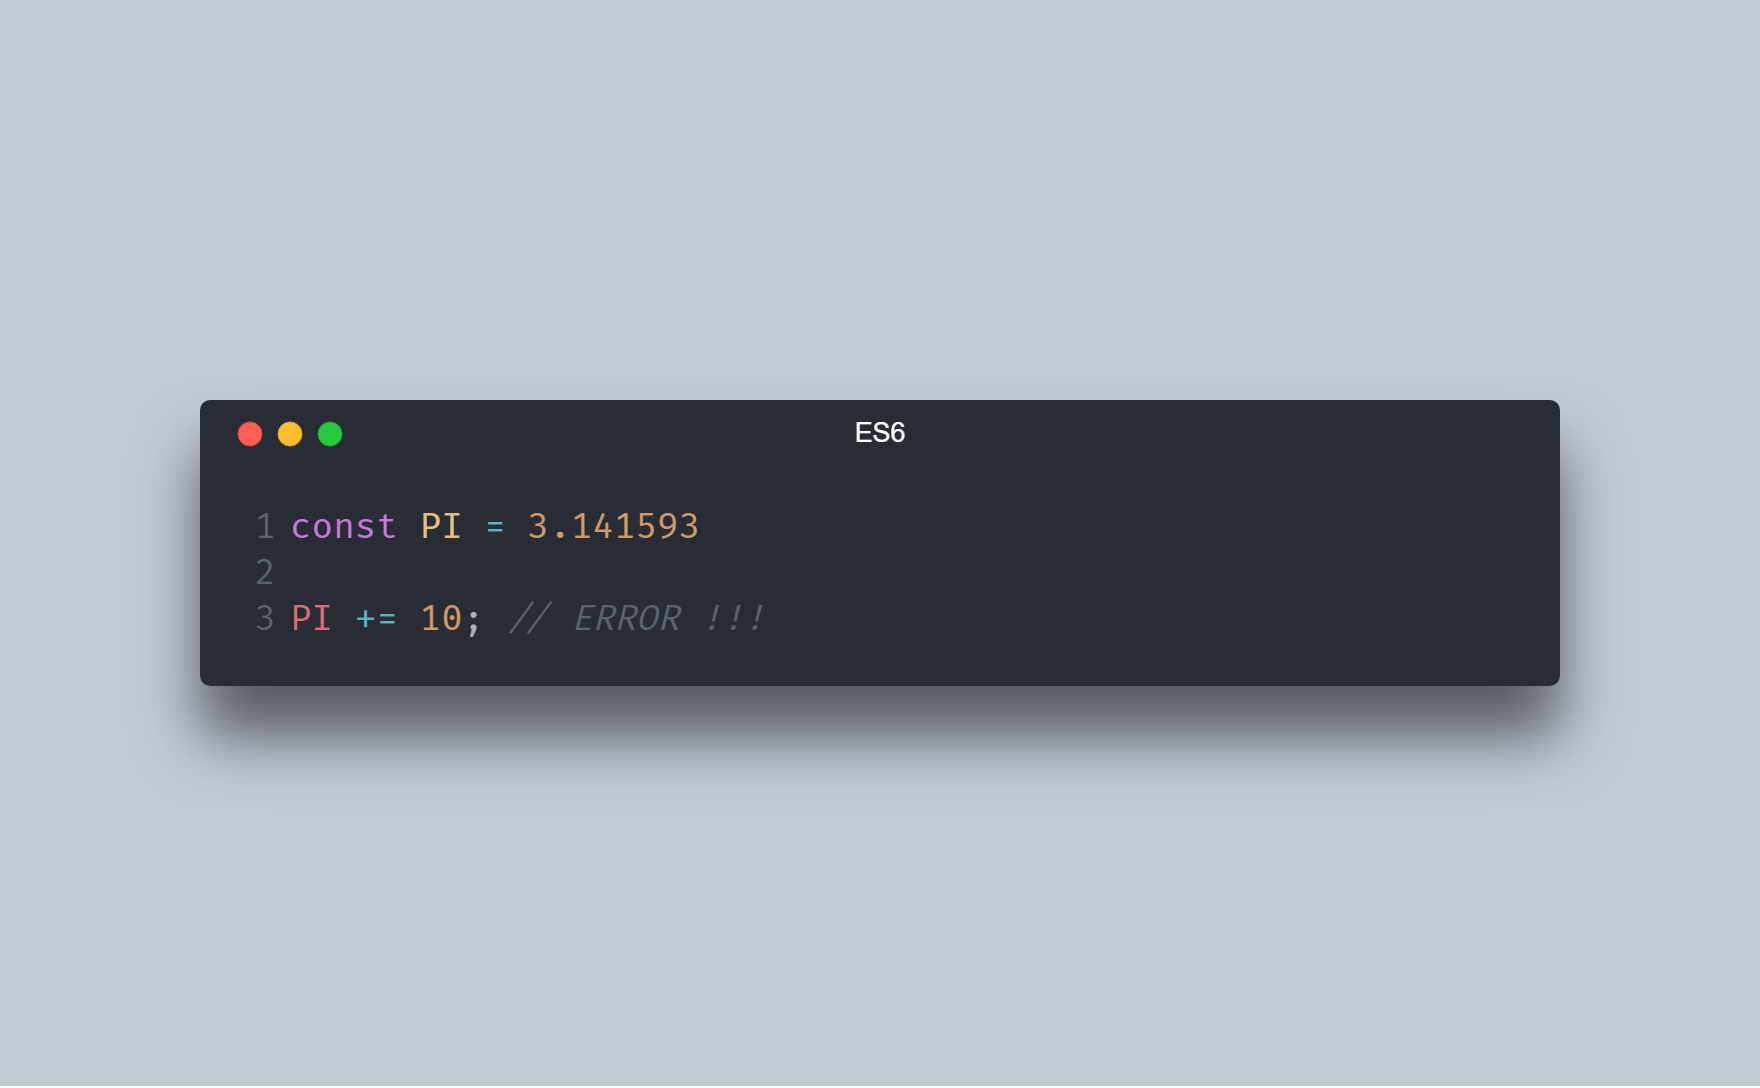 ES6
1 const PI = 3.141593
2
3 PI += 10; // ERROR !!!